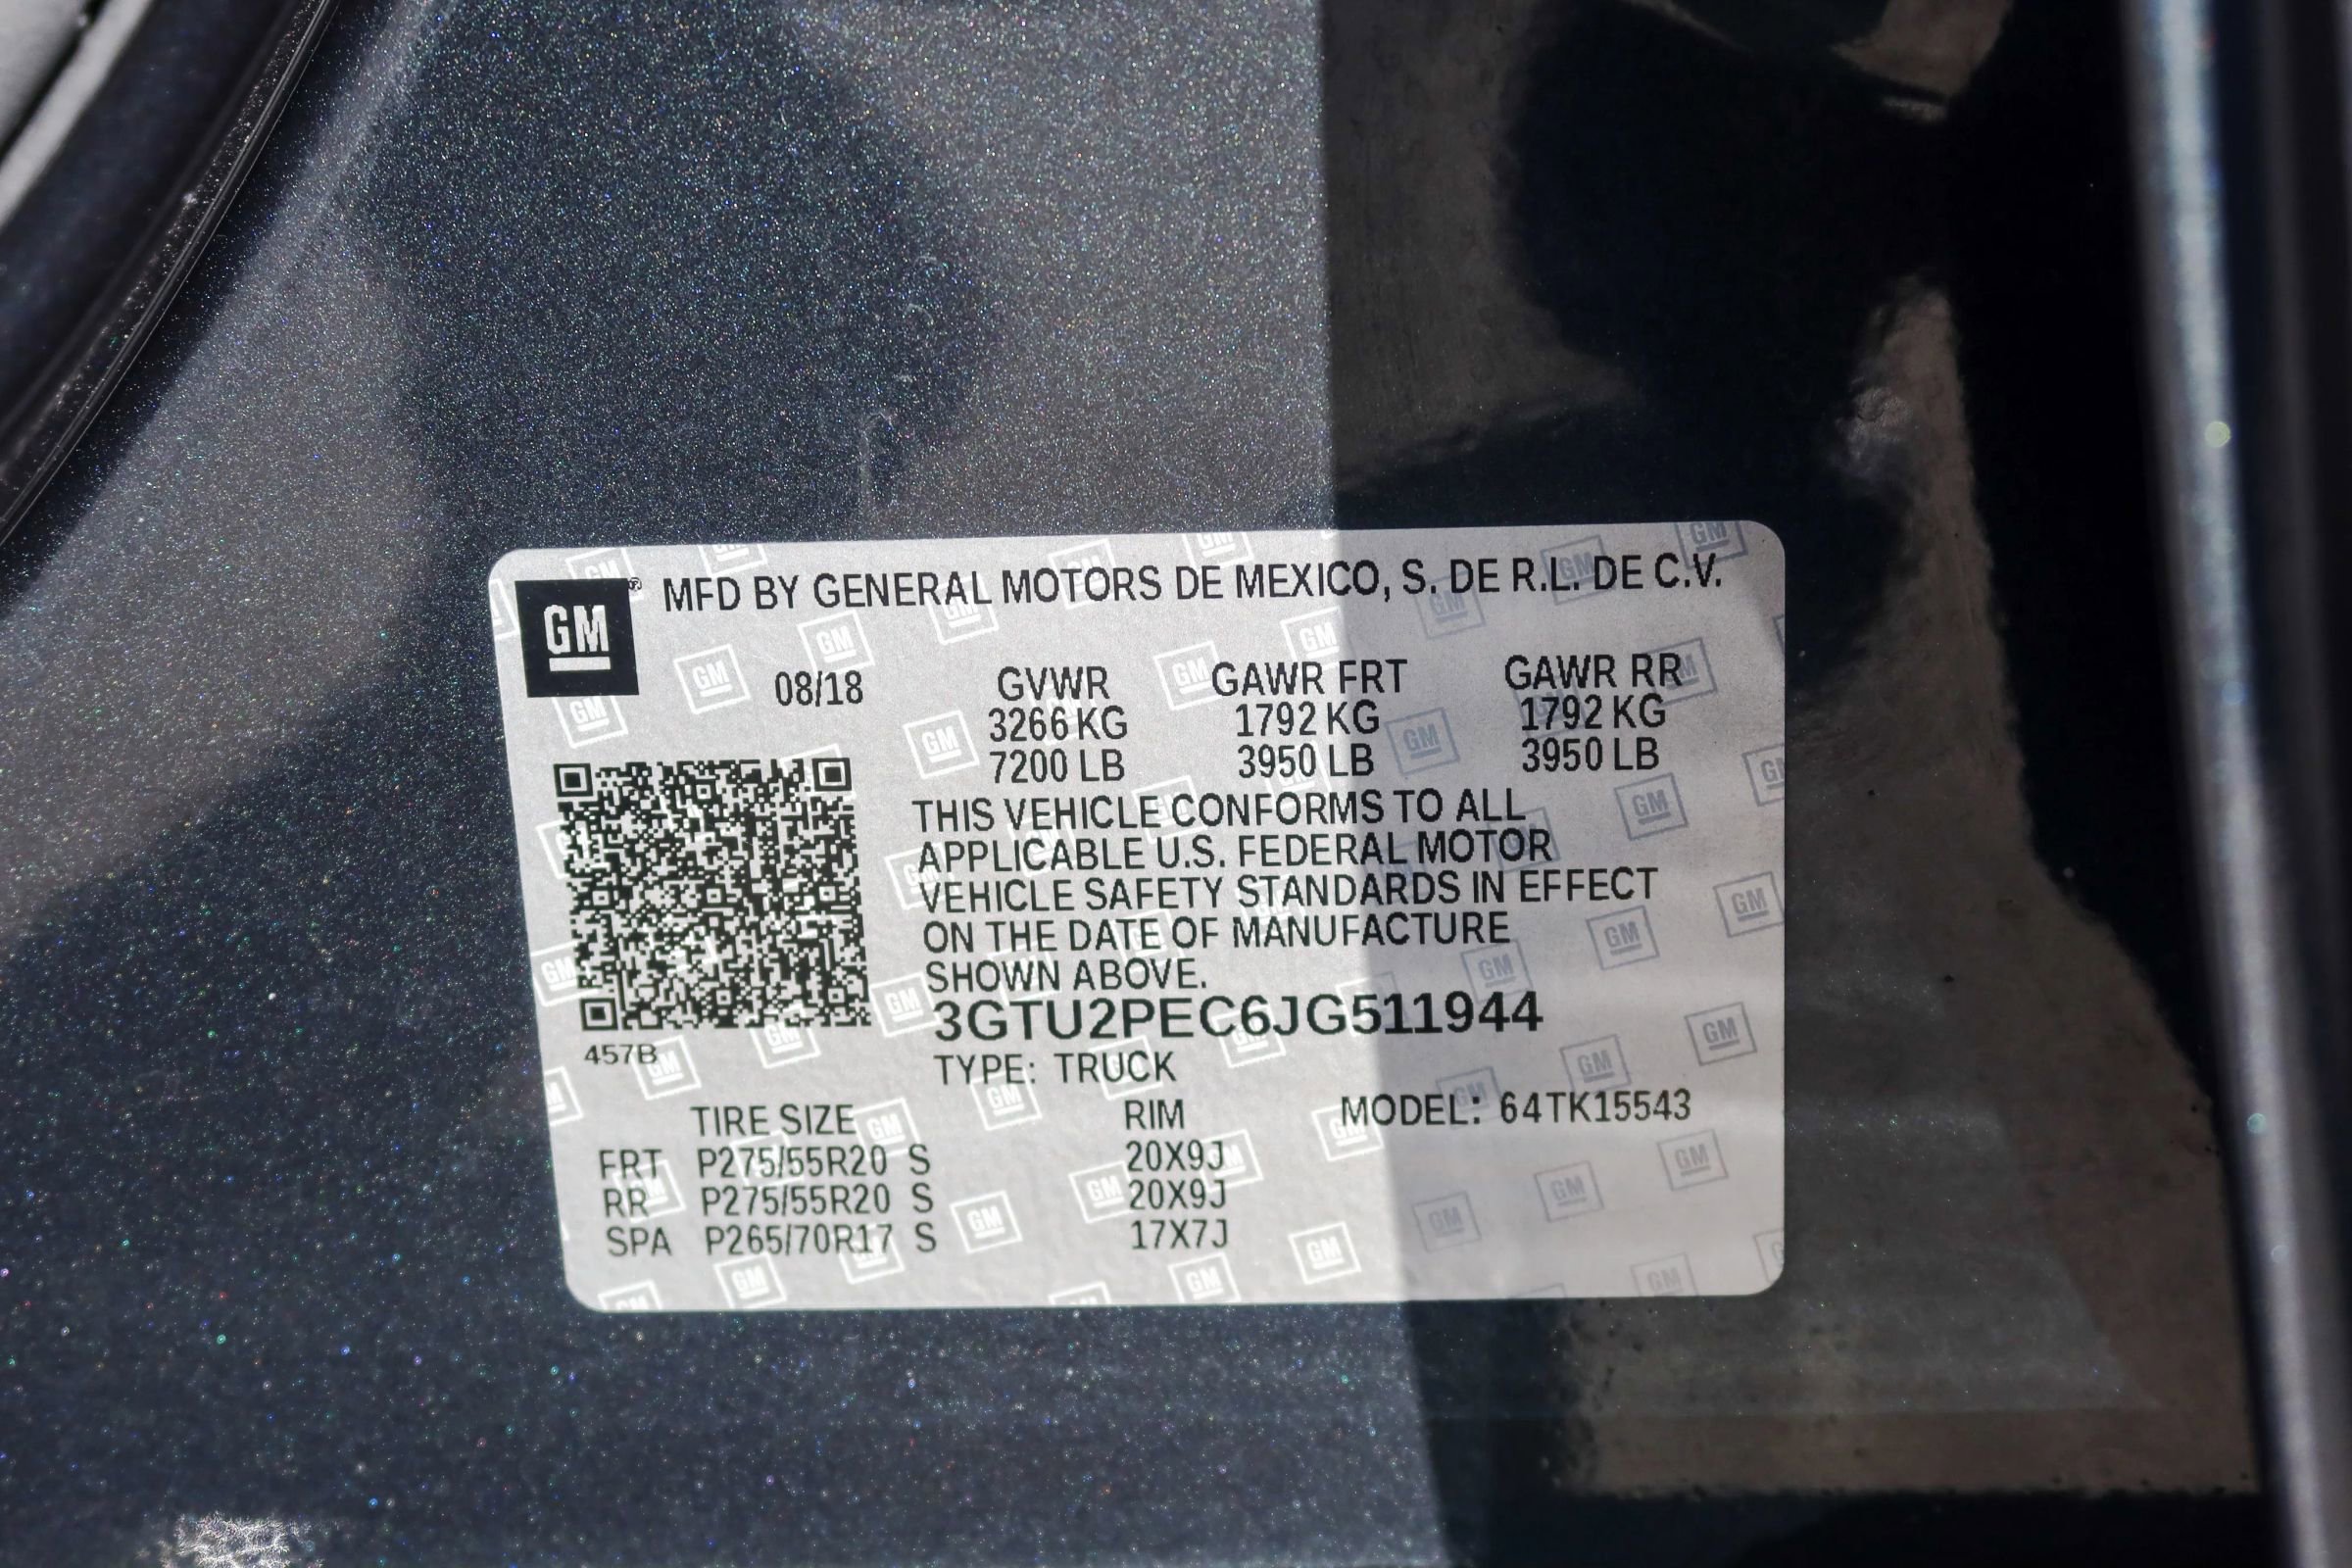 GM® MFD BY GENERAL MOTORS DE MEXICO, S. DE R.L. DE C.V.
08/18 GVWR GAWR FRT GAWR RR
3266 KG 1792 KG 1792 KG
7200 LB 3950 LB 3950 LB
THIS VEHICLE CONFORMS TO ALL
APPLICABLE U.S. FEDERAL MOTOR
VEHICLE SAFETY STANDARDS IN EFFECT
ON THE DATE OF MANUFACTURE
SHOWN ABOVE.
3GTU2PEC6JG511944
457B
TYPE: TRUCK
TIRE SIZE RIM MODEL: 64TK15543
FRT P275/55R20 S 20X9J
RR P275/55R20 S 20X9J
SPA P265/70R17 S 17X7J